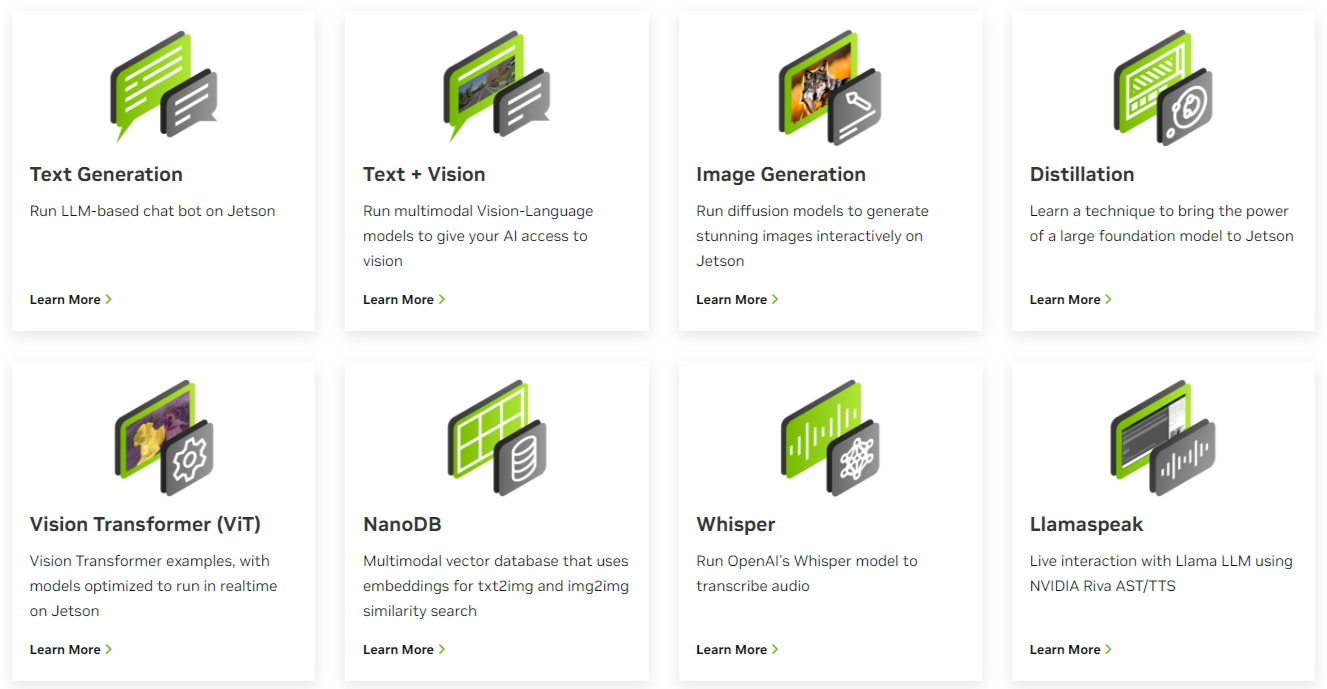 Text Generation
Run LLM-based chat bot on Jetson
Learn More
Text + Vision
Run multimodal Vision-Language
models to give your AI access to
vision
Learn More
Image Generation
Run diffusion models to generate
stunning images interactively on
Jetson
Learn More
Distillation
Learn a technique to bring the power
of a large foundation model to Jetson
Learn More
Vision Transformer (ViT)
Vision Transformer examples, with
models optimized to run in realtime
on Jetson
Learn More
NanoDB
Multimodal vector database that uses
embeddings for txt2img and img2img
similarity search
Learn More
Whisper
Run OpenAI's Whisper model to
transcribe audio
Learn More
Llamaspeak
Live interaction with Llama LLM using
NVIDIA Riva AST/TTS
Learn More